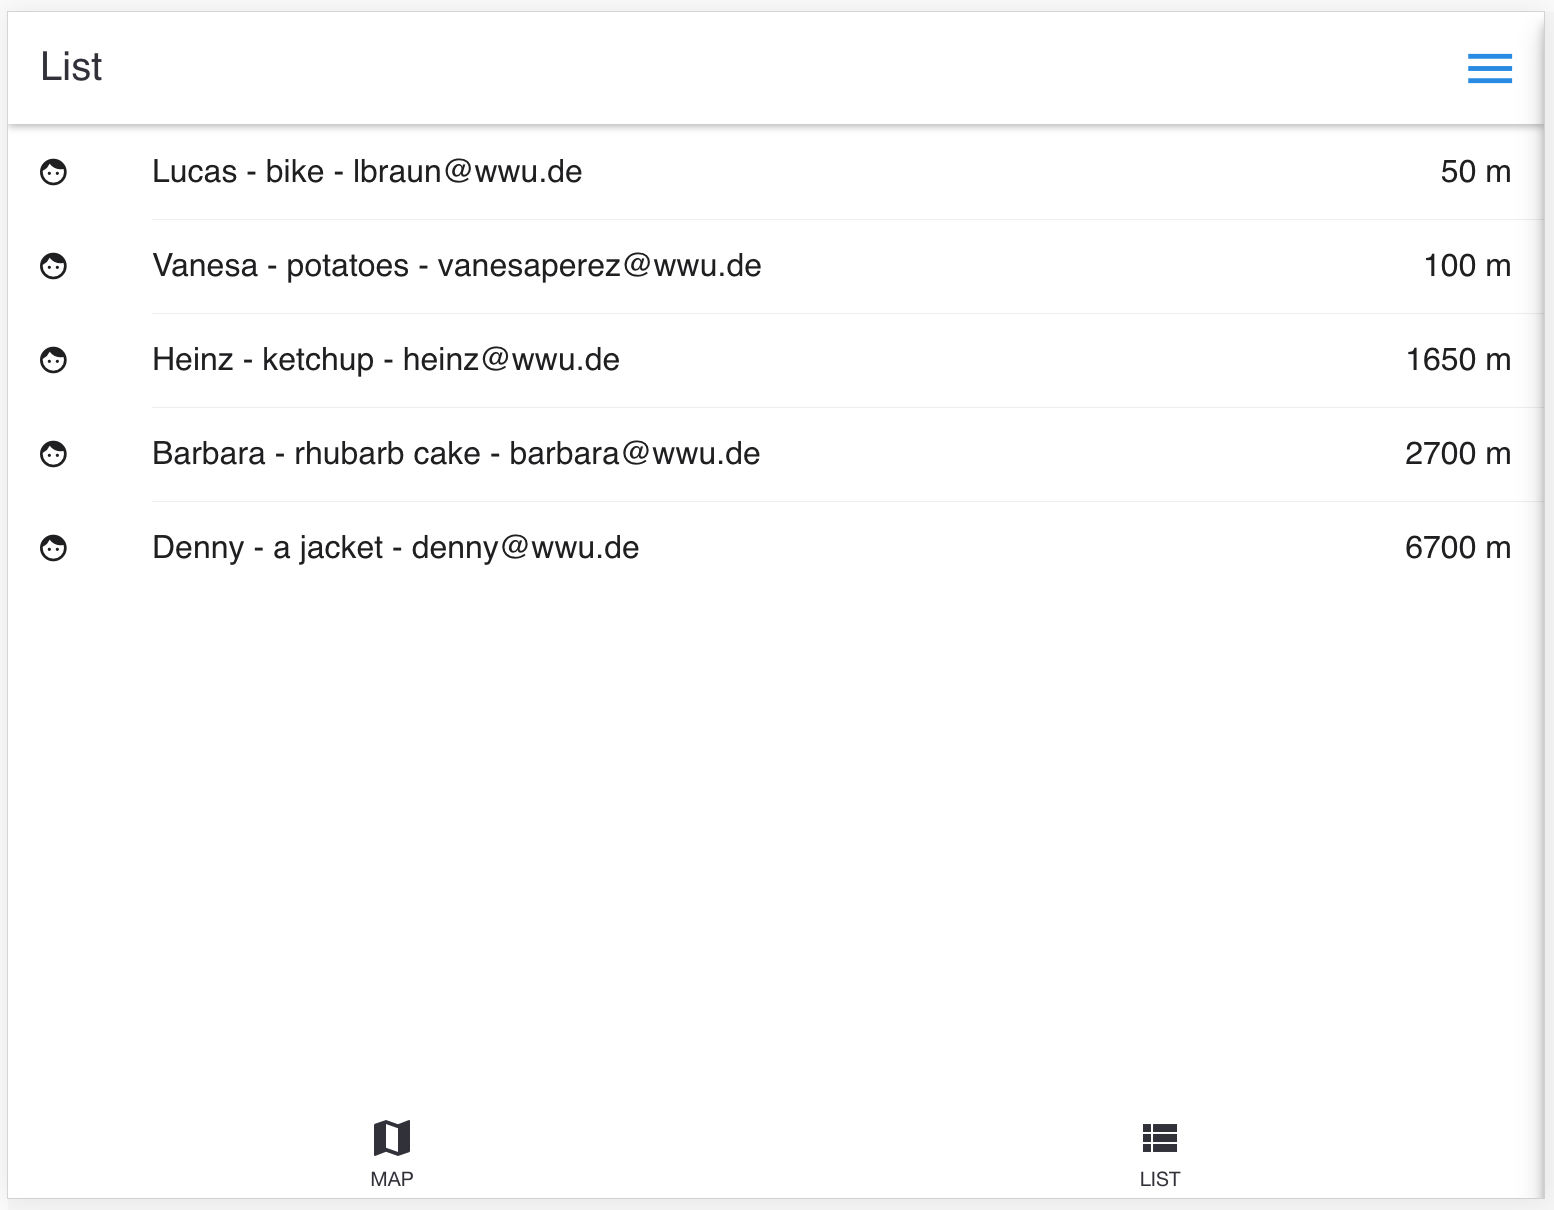 List
Lucas - bike - lbraun@wwu.de 50 m
Vanesa - potatoes - vanesaperez@wwu.de 100 m
Heinz - ketchup - heinz@wwu.de 1650 m
Barbara - rhubarb cake - barbara@wwu.de 2700 m
Denny - a jacket - denny@wwu.de 6700 m
MAP LIST